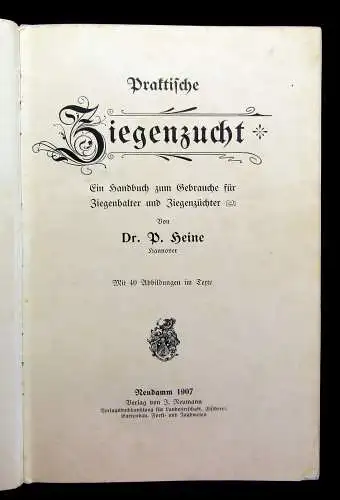 Praktische
Ziegenzucht
Ein Handbuch zum Gebrauche für
Ziegenhalter und Ziegenzüchter
Von
Dr. P. Heine
Hannover
Mit 40 Abbildungen im Texte
Neudamm 1907
Verlag von J. Neumann
Verlagsbuchhandlung für Landwirtschaft, Fischerei,
Gartenbau, Forst- und Jagdwesen